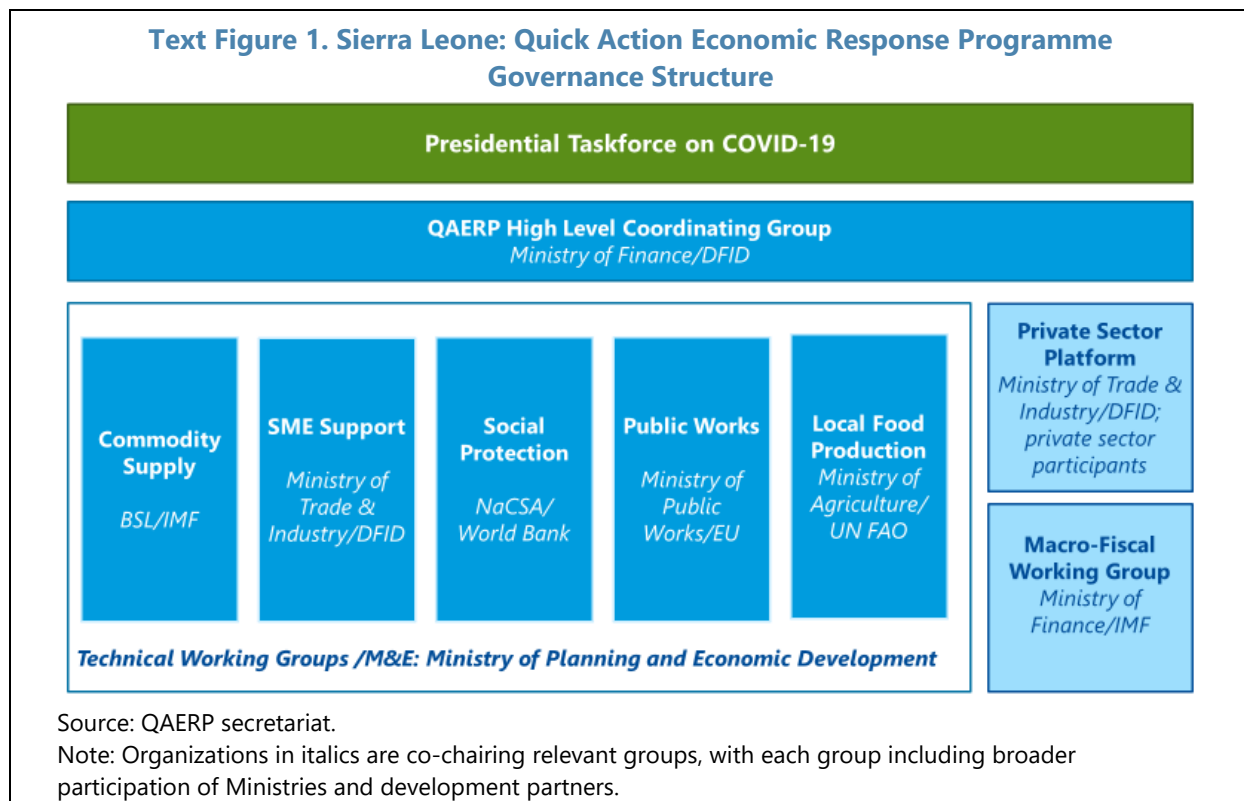 Text Figure 1. Sierra Leone: Quick Action Economic Response Programme
Governance Structure
Presidential Taskforce on COVID-19
QAERP High Level Coordinating Group
Ministry of Finance/DFID
Commodity
Supply
BSL/IMF
SME Support
Ministry of
Trade &
Industry/DFID
Social
Protection
NaCSA/
World Bank
Public Works
Ministry of
Public
Works/EU
Local Food
Production
Ministry of
Agriculture/
UN FAO
Technical Working Groups /M&E: Ministry of Planning and Economic Development
Private Sector
Platform
Ministry of Trade &
Industry/DFID;
private sector
participants
Macro-Fiscal
Working Group
Ministry of
Finance/IMF
Source: QAERP secretariat.
Note: Organizations in italics are co-chairing relevant groups, with each group including broader
participation of Ministries and development partners.